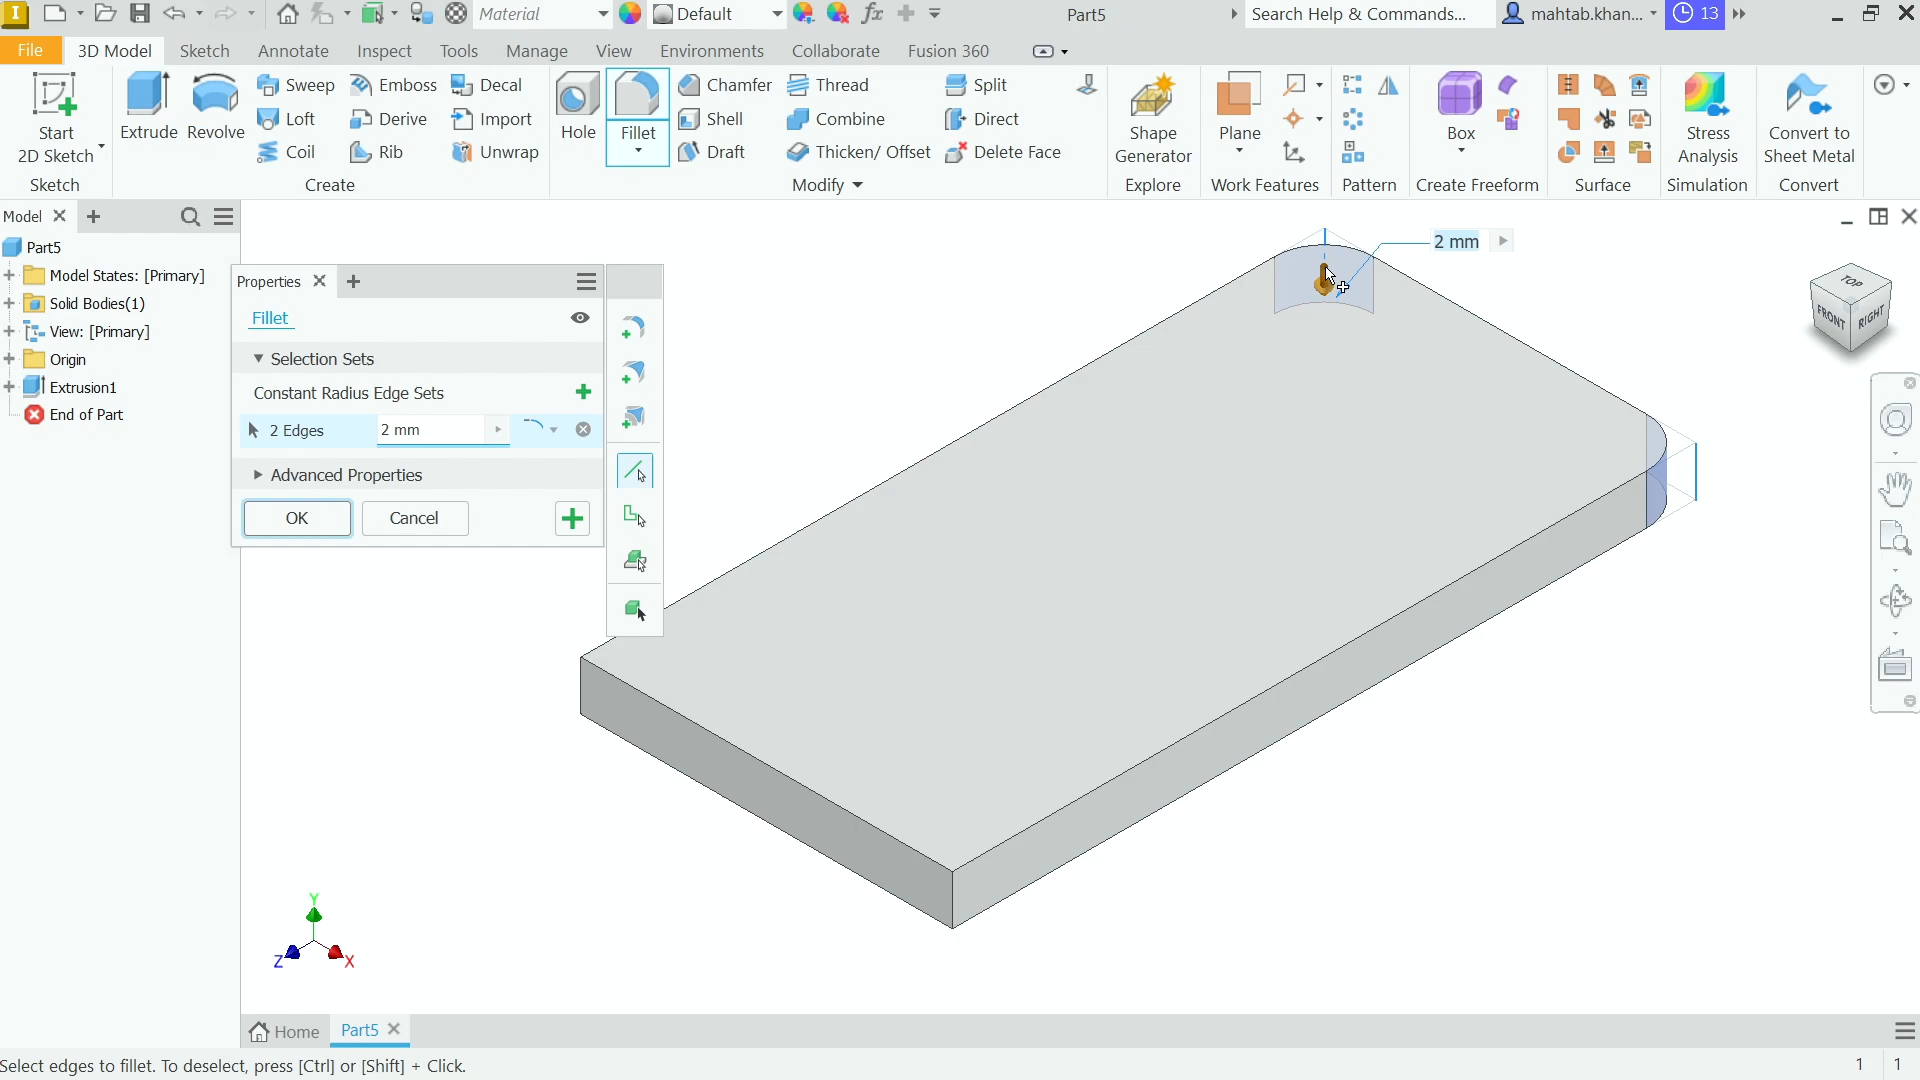 I Material Default fx Part5 Search Help & Commands... mahtab.khan... 13
File 3D Model Sketch Annotate Inspect Tools Manage View Environments Collaborate Fusion 360
Start 2D Sketch
Sketch
Extrude Revolve
Sweep Emboss Decal
Loft Derive Import
Coil Rib Unwrap
Create
Hole Fillet
Chamfer Thread Split
Shell Combine Direct
Draft Thicken/ Offset Delete Face
Modify
Shape Generator
Explore
Plane
Work Features
Pattern
Box
Create Freeform
Surface
Stress Analysis
Simulation
Convert to Sheet Metal
Convert
Model
Part5
Model States: [Primary]
Solid Bodies(1)
View: [Primary]
Origin
Extrusion1
End of Part
Properties
Fillet
Selection Sets
Constant Radius Edge Sets
2 Edges 2 mm
Advanced Properties
OK Cancel
2 mm
TOP
FRONT RIGHT
Y
Z X
Home Part5
Select edges to fillet. To deselect, press [Ctrl] or [Shift] + Click. 1 1